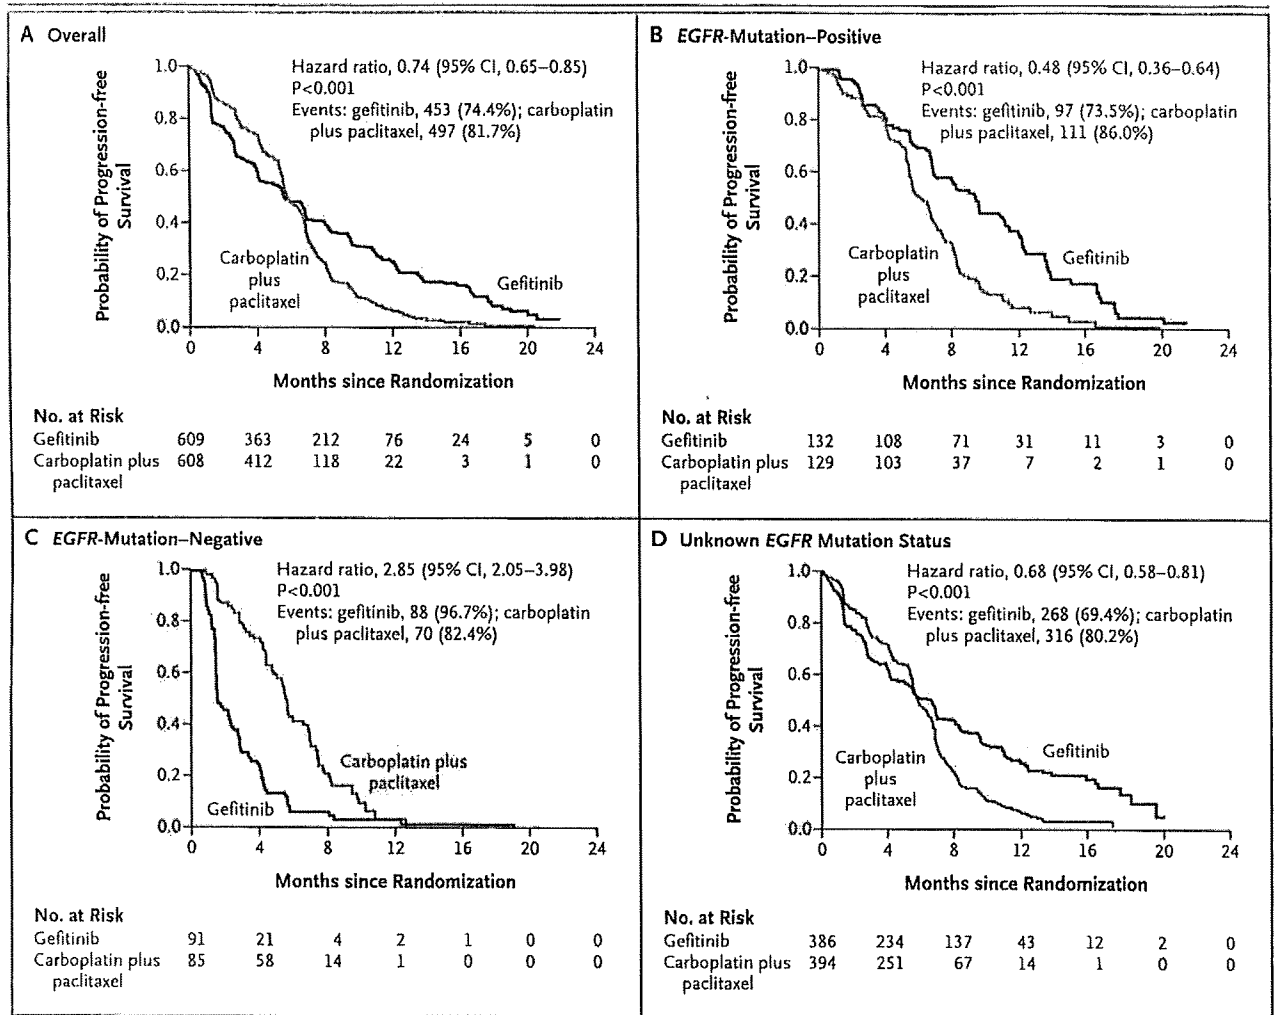 A Overall
Hazard ratio, 0.74 (95% CI, 0.65–0.85)
P<0.001
Events: gefitinib, 453 (74.4%); carboplatin
plus paclitaxel, 497 (81.7%)
Probability of Progression-free
Survival
1.0
0.8
0.6
0.4
0.2
0.0
Carboplatin
plus
paclitaxel
Gefitinib
0 4 8 12 16 20 24
Months since Randomization
No. at Risk
Gefitinib 609 363 212 76 24 5 0
Carboplatin plus 608 412 118 22 3 1 0
paclitaxel
B EGFR-Mutation–Positive
Hazard ratio, 0.48 (95% CI, 0.36–0.64)
P<0.001
Events: gefitinib, 97 (73.5%); carboplatin
plus paclitaxel, 111 (86.0%)
Probability of Progression-free
Survival
1.0
0.8
0.6
0.4
0.2
0.0
Carboplatin
plus
paclitaxel
Gefitinib
0 4 8 12 16 20 24
Months since Randomization
No. at Risk
Gefitinib 132 108 71 31 11 3 0
Carboplatin plus 129 103 37 7 2 1 0
paclitaxel
C EGFR-Mutation–Negative
Hazard ratio, 2.85 (95% CI, 2.05–3.98)
P<0.001
Events: gefitinib, 88 (96.7%); carboplatin
plus paclitaxel, 70 (82.4%)
Probability of Progression-free
Survival
1.0
0.8
0.6
0.4
0.2
0.0
Carboplatin plus
paclitaxel
Gefitinib
0 4 8 12 16 20 24
Months since Randomization
No. at Risk
Gefitinib 91 21 4 2 1 0 0
Carboplatin plus 85 58 14 1 0 0 0
paclitaxel
D Unknown EGFR Mutation Status
Hazard ratio, 0.68 (95% CI, 0.58–0.81)
P<0.001
Events: gefitinib, 268 (69.4%); carboplatin
plus paclitaxel, 316 (80.2%)
Probability of Progression-free
Survival
1.0
0.8
0.6
0.4
0.2
0.0
Carboplatin
plus
paclitaxel
Gefitinib
0 4 8 12 16 20 24
Months since Randomization
No. at Risk
Gefitinib 386 234 137 43 12 2 0
Carboplatin plus 394 251 67 14 1 0 0
paclitaxel